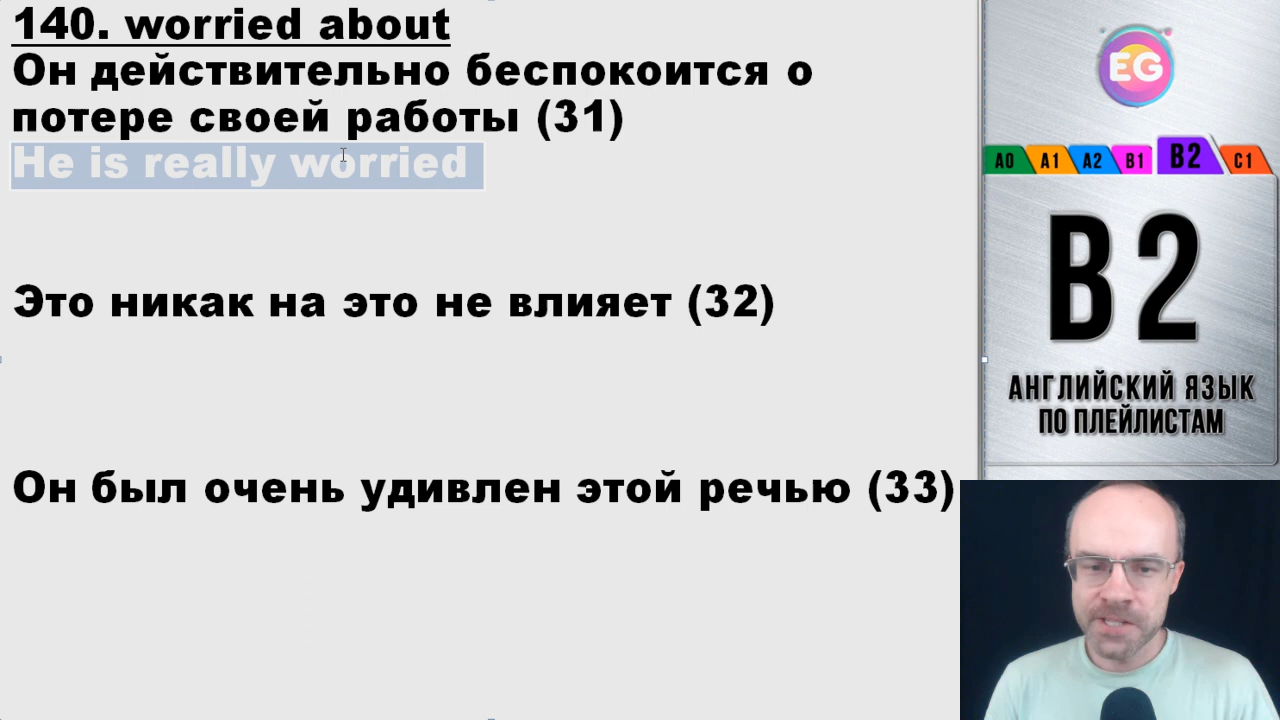 140. worried about
Он действительно беспокоится о
потере своей работы (31)
He is really worried
Это никак на это не влияет (32)
Он был очень удивлен этой речью (33)
EG
A0 A1 A2 B1 B2 C1
B2
АНГЛИЙСКИЙ ЯЗЫК
ПО ПЛЕЙЛИСТАМ